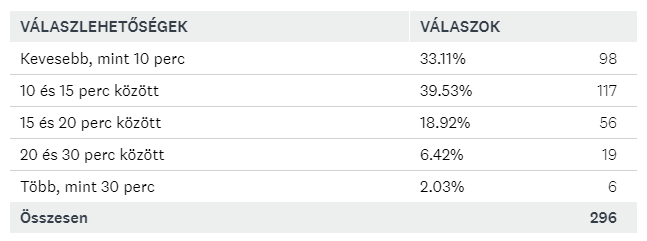 VÁLASZLEHETŐSÉGEK VÁLASZOK
Kevesebb, mint 10 perc 33.11% 98
10 és 15 perc között 39.53% 117
15 és 20 perc között 18.92% 56
20 és 30 perc között 6.42% 19
Több, mint 30 perc 2.03% 6
Összesen 296